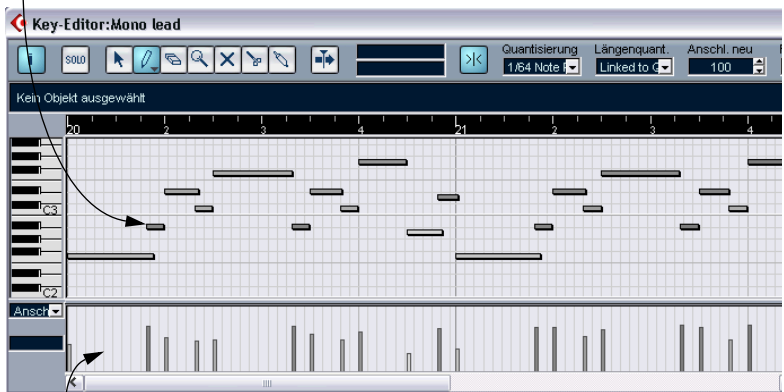 Key-Editor:Mono lead
SOLO
Quantisierung Längenquant. Anschl. neu
1/64 Note Linked to 100
Kein Objekt ausgewählt
20 2 3 4 21 2 3 4
C3
C2
Ansch